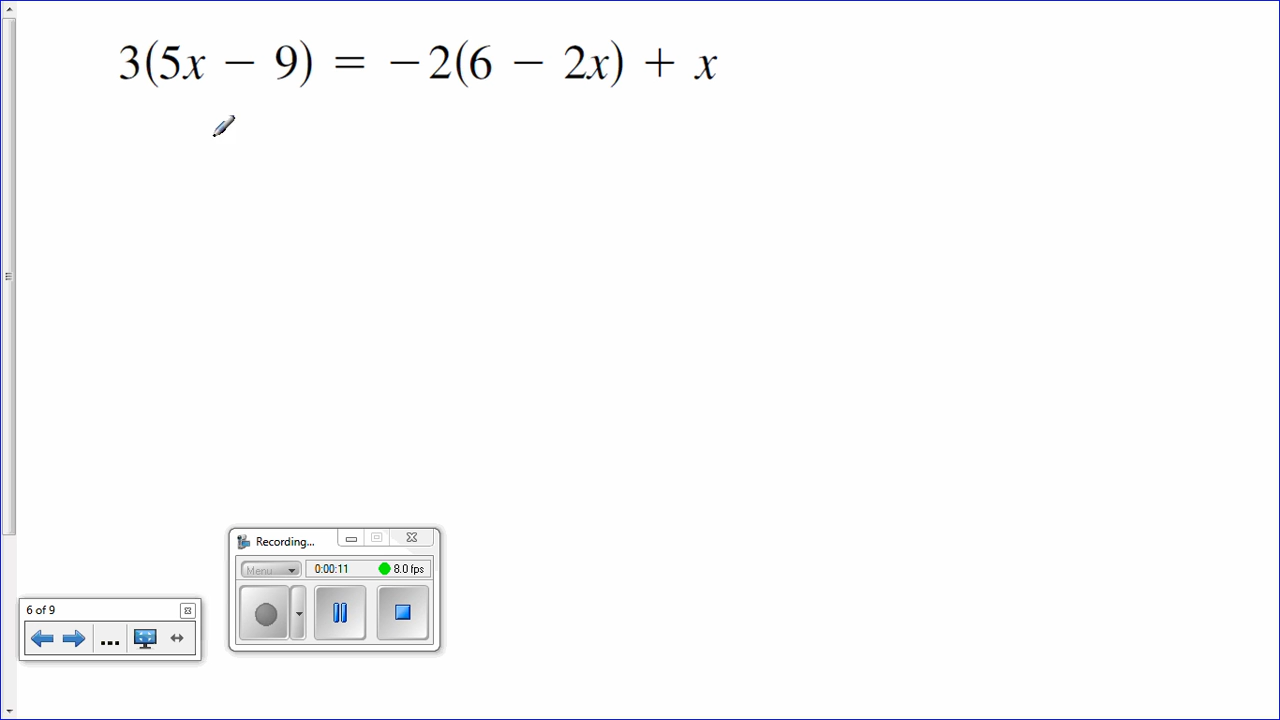 3(5x − 9) = −2(6 − 2x) + x
Recording...
Menu
0:00:11
8.0 fps
6 of 9
...